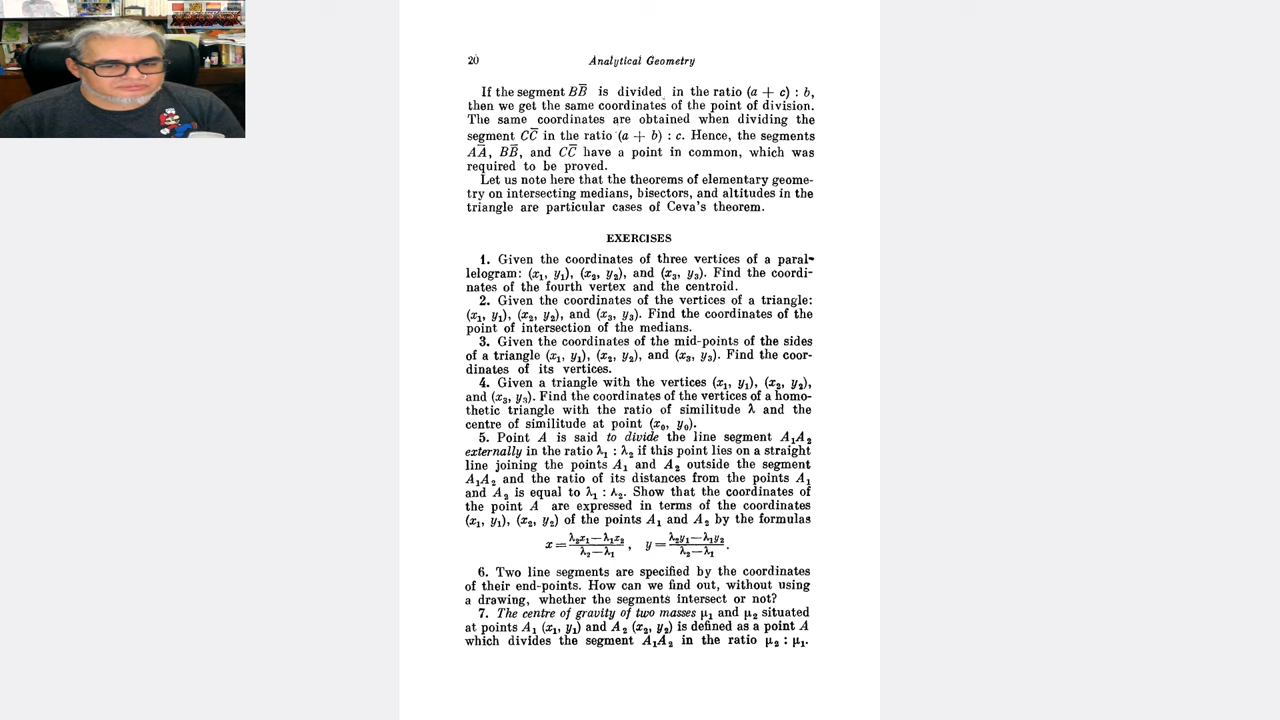 20 Analytical Geometry
If the segment BB̅ is divided in the ratio (a + c) : b,
then we get the same coordinates of the point of division.
The same coordinates are obtained when dividing the
segment CC̅ in the ratio (a + b) : c. Hence, the segments
AA̅, BB̅, and CC̅ have a point in common, which was
required to be proved.
Let us note here that the theorems of elementary geome-
try on intersecting medians, bisectors, and altitudes in the
triangle are particular cases of Ceva's theorem.
EXERCISES
1. Given the coordinates of three vertices of a paral-
lelogram: (x₁, y₁), (x₂, y₂), and (x₃, y₃). Find the coordi-
nates of the fourth vertex and the centroid.
2. Given the coordinates of the vertices of a triangle:
(x₁, y₁), (x₂, y₂), and (x₃, y₃). Find the coordinates of the
point of intersection of the medians.
3. Given the coordinates of the mid-points of the sides
of a triangle (x₁, y₁), (x₂, y₂), and (x₃, y₃). Find the coor-
dinates of its vertices.
4. Given a triangle with the vertices (x₁, y₁), (x₂, y₂),
and (x₃, y₃). Find the coordinates of the vertices of a homo-
thetic triangle with the ratio of similitude λ and the
centre of similitude at point (x₀, y₀).
5. Point A is said to divide the line segment A₁A₂
externally in the ratio λ₁ : λ₂ if this point lies on a straight
line joining the points A₁ and A₂ outside the segment
A₁A₂ and the ratio of its distances from the points A₁
and A₂ is equal to λ₁ : λ₂. Show that the coordinates of
the point A are expressed in terms of the coordinates
(x₁, y₁), (x₂, y₂) of the points A₁ and A₂ by the formulas
x = (λ₂x₁—λ₁x₂)/(λ₂—λ₁), y = (λ₂y₁—λ₁y₂)/(λ₂—λ₁).
6. Two line segments are specified by the coordinates
of their end-points. How can we find out, without using
a drawing, whether the segments intersect or not?
7. The centre of gravity of two masses μ₁ and μ₂ situated
at points A₁ (x₁, y₁) and A₂ (x₂, y₂) is defined as a point A
which divides the segment A₁A₂ in the ratio μ₂ : μ₁.